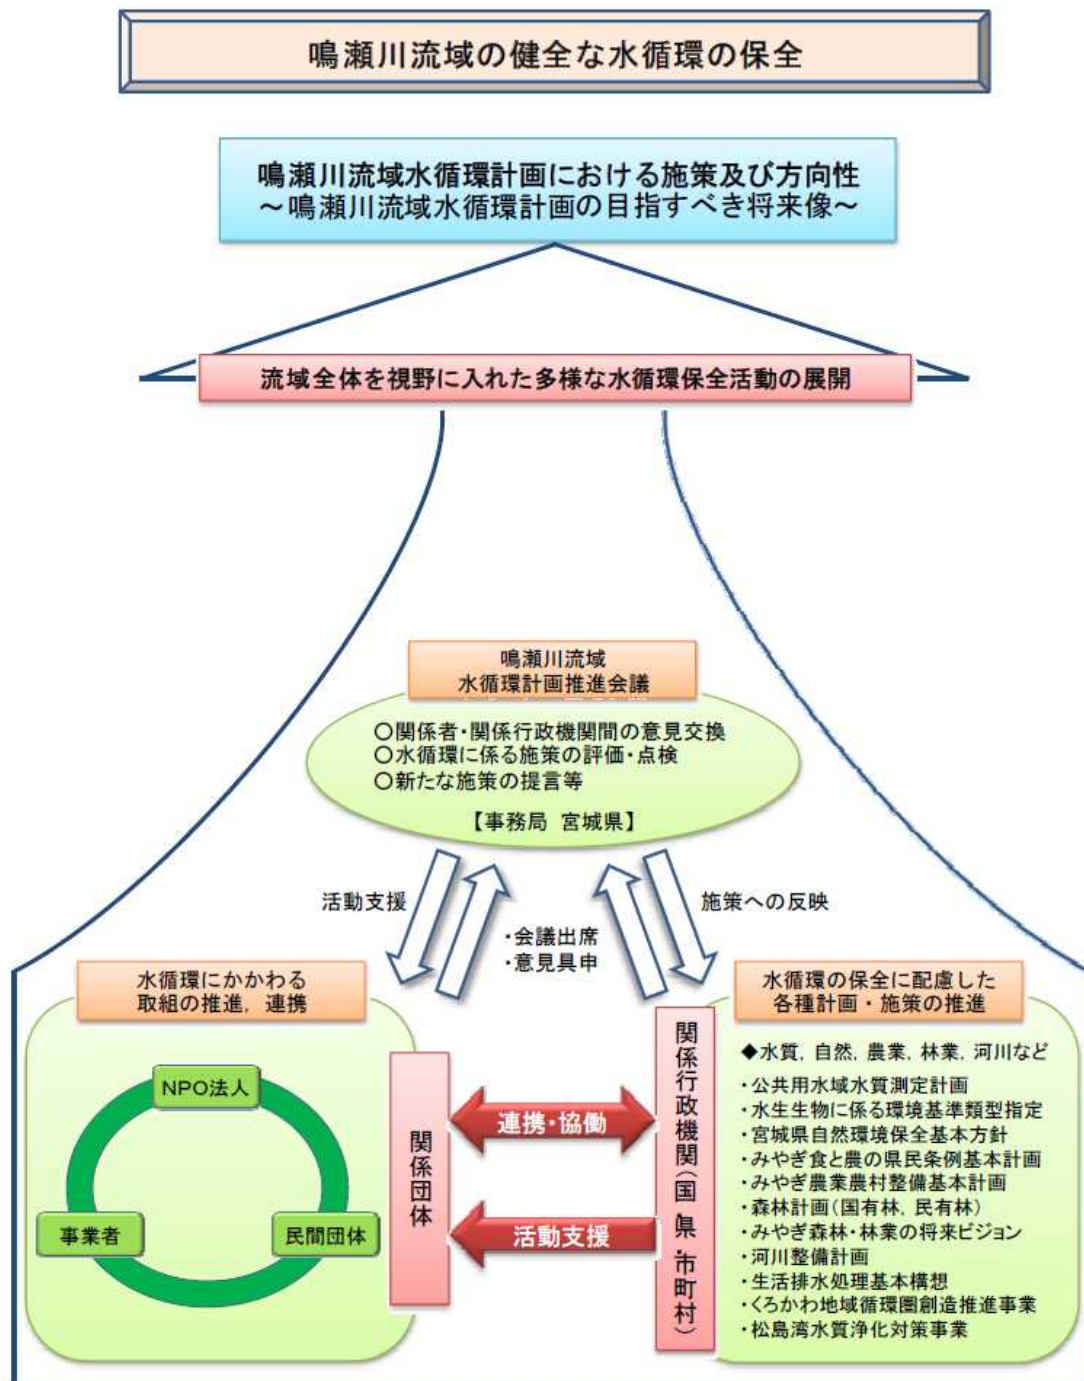 鳴瀬川流域の健全な水循環の保全
鳴瀬川流域水循環計画における施策及び方向性
～鳴瀬川流域水循環計画の目指すべき将来像～
流域全体を視野に入れた多様な水循環保全活動の展開
鳴瀬川流域
水循環計画推進会議
○関係者・関係行政機関間の意見交換
○水循環に係る施策の評価・点検
○新たな施策の提言等
【事務局 宮城県】
活動支援
・会議出席
・意見具申
施策への反映
水循環にかかわる
取組の推進，連携
NPO法人
事業者
民間団体
関係団体
連携・協働
活動支援
関係行政機関（国・県・市町村）
水循環の保全に配慮した
各種計画・施策の推進
◆水質，自然，農業，林業，河川など
・公共用水域水質測定計画
・水生生物に係る環境基準類型指定
・宮城県自然環境保全基本方針
・みやぎ食と農の県民条例基本計画
・みやぎ農業農村整備基本計画
・森林計画（国有林，民有林）
・みやぎ森林・林業の将来ビジョン
・河川整備計画
・生活排水処理基本構想
・くろかわ地域循環圏創造推進事業
・松島湾水質浄化対策事業